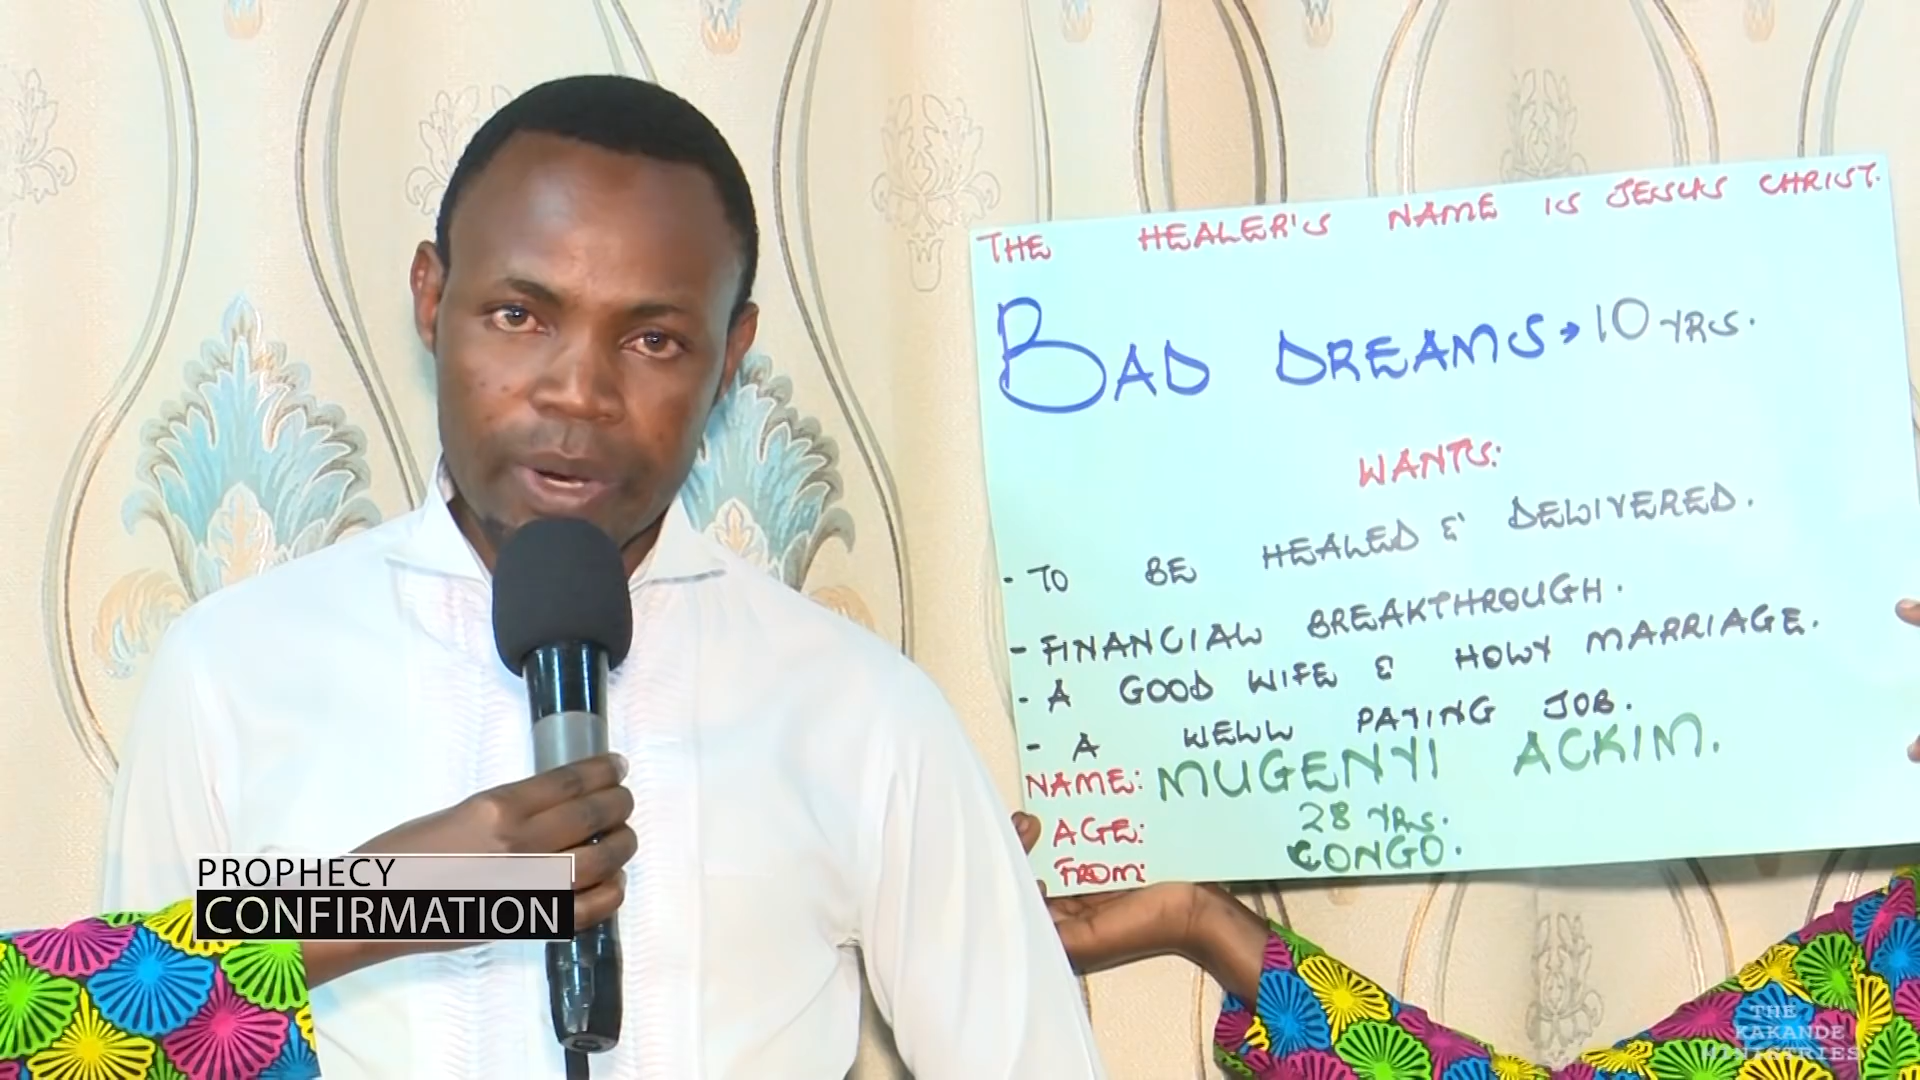 THE HEALER'S NAME IS JESUS CHRIST.
BAD DREAMS → 10 YRS.
WANTS:
- TO BE HEALED & DELIVERED.
- FINANCIAL BREAKTHROUGH.
- A GOOD WIFE & HOLY MARRIAGE.
- A WELL PAYING JOB.
NAME: MUGENYI ACKIM.
AGE: 28 YRS.
FROM: CONGO.
PROPHECY
CONFIRMATION
THE
KAKANDE
MINISTRIES